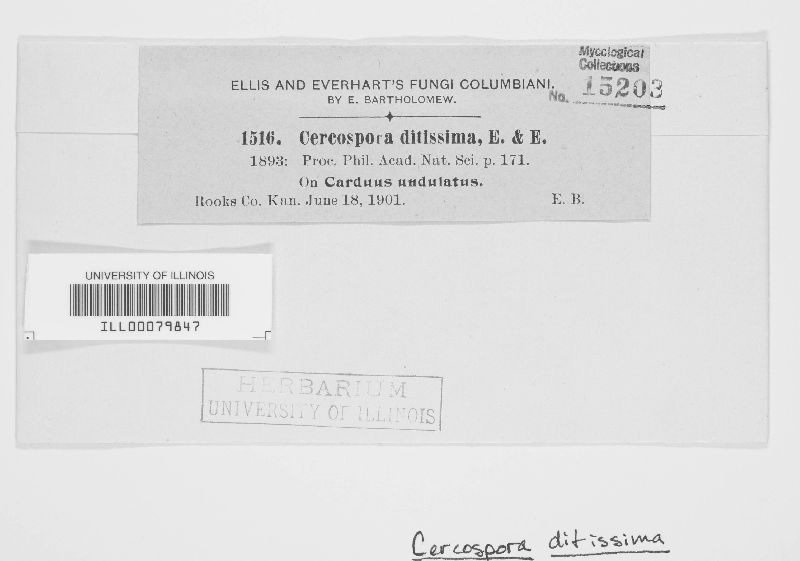 Mycological
Collections
No. 15203
ELLIS AND EVERHART'S FUNGI COLUMBIANI.
BY E. BARTHOLOMEW.
1516. Cercospora ditissima, E. & E.
1893: Proc. Phil. Acad. Nat. Sci. p. 171.
On Carduus undulatus.
Rooks Co. Kan. June 18, 1901. E. B.
UNIVERSITY OF ILLINOIS
ILL00079847
HERBARIUM
UNIVERSITY OF ILLINOIS
Cercospora ditissima